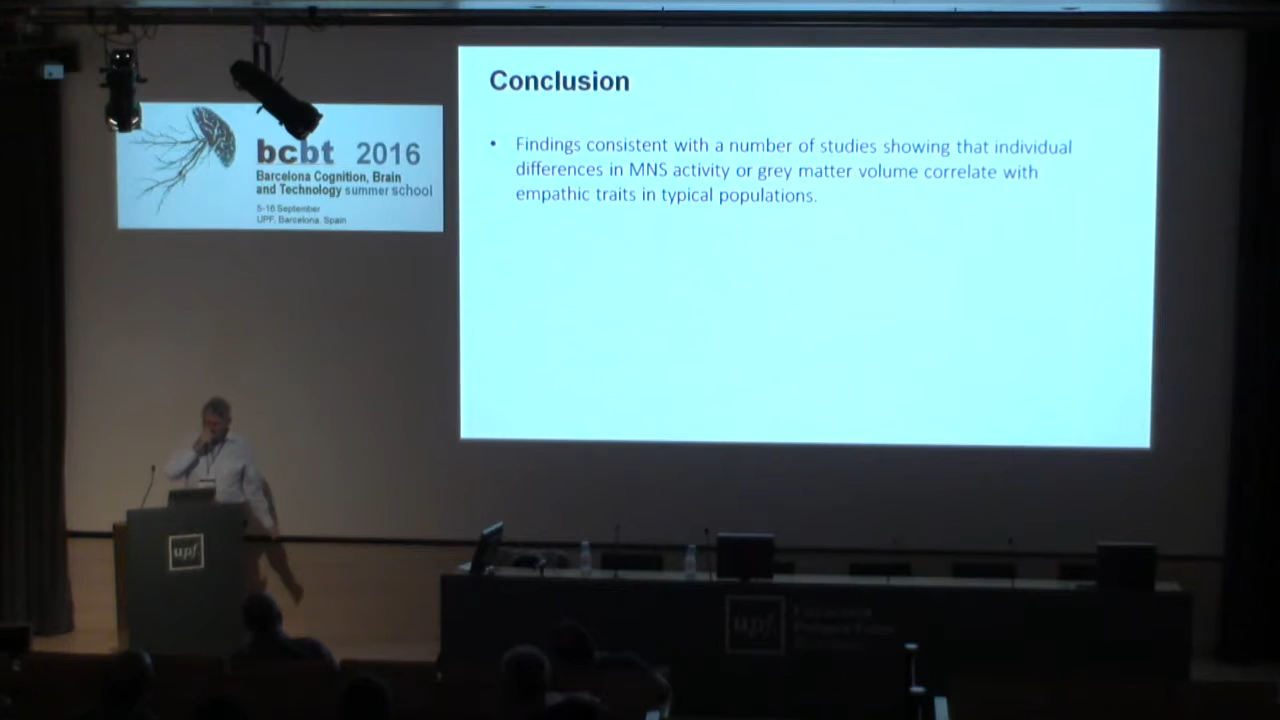 Conclusion
• Findings consistent with a number of studies showing that individual
differences in MNS activity or grey matter volume correlate with
empathic traits in typical populations.
bcbt 2016
Barcelona Cognition, Brain
and Technology summer school
5-16 September
UPF, Barcelona, Spain
upf
upf